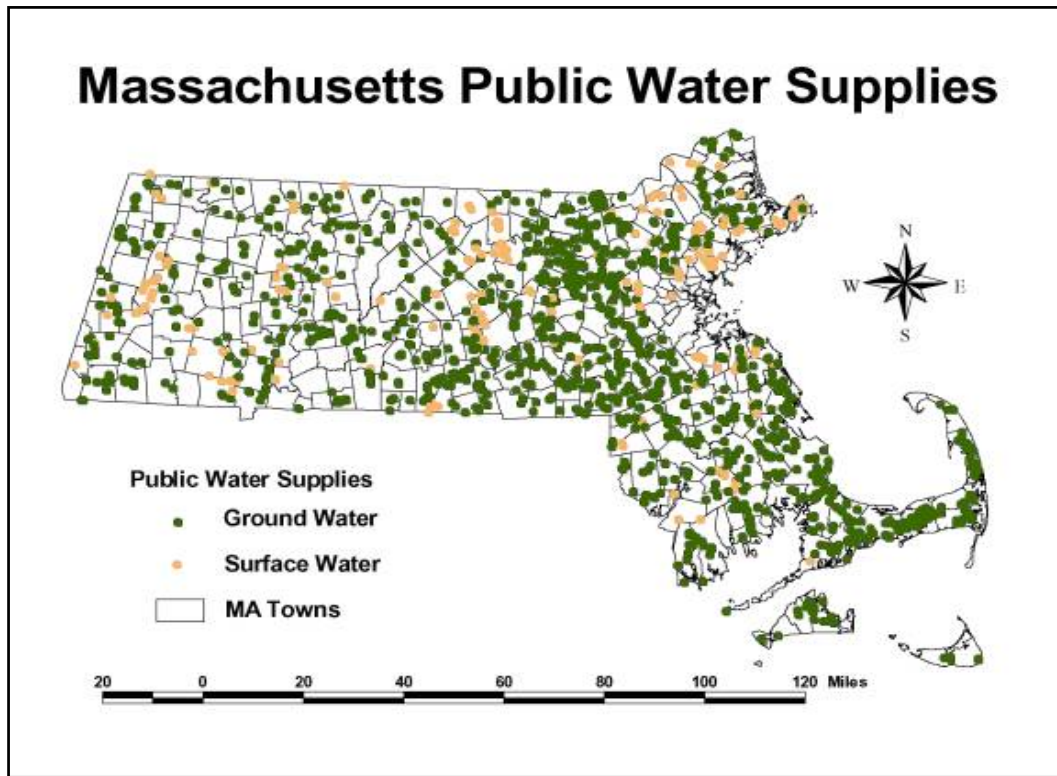 Massachusetts Public Water Supplies
N
W E
S
Public Water Supplies
Ground Water
Surface Water
MA Towns
20 0 20 40 60 80 100 120 Miles